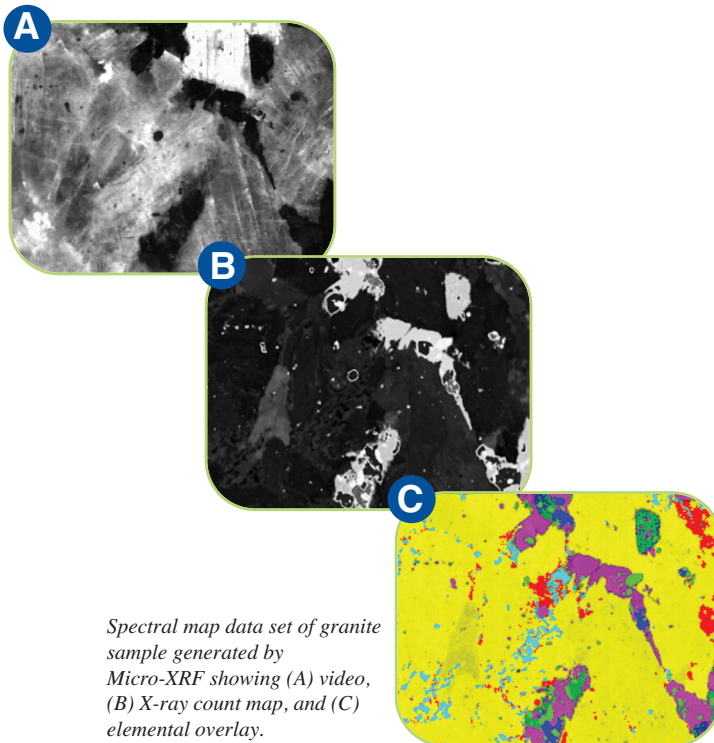 A
B
C
Spectral map data set of granite
sample generated by
Micro-XRF showing (A) video,
(B) X-ray count map, and (C)
elemental overlay.